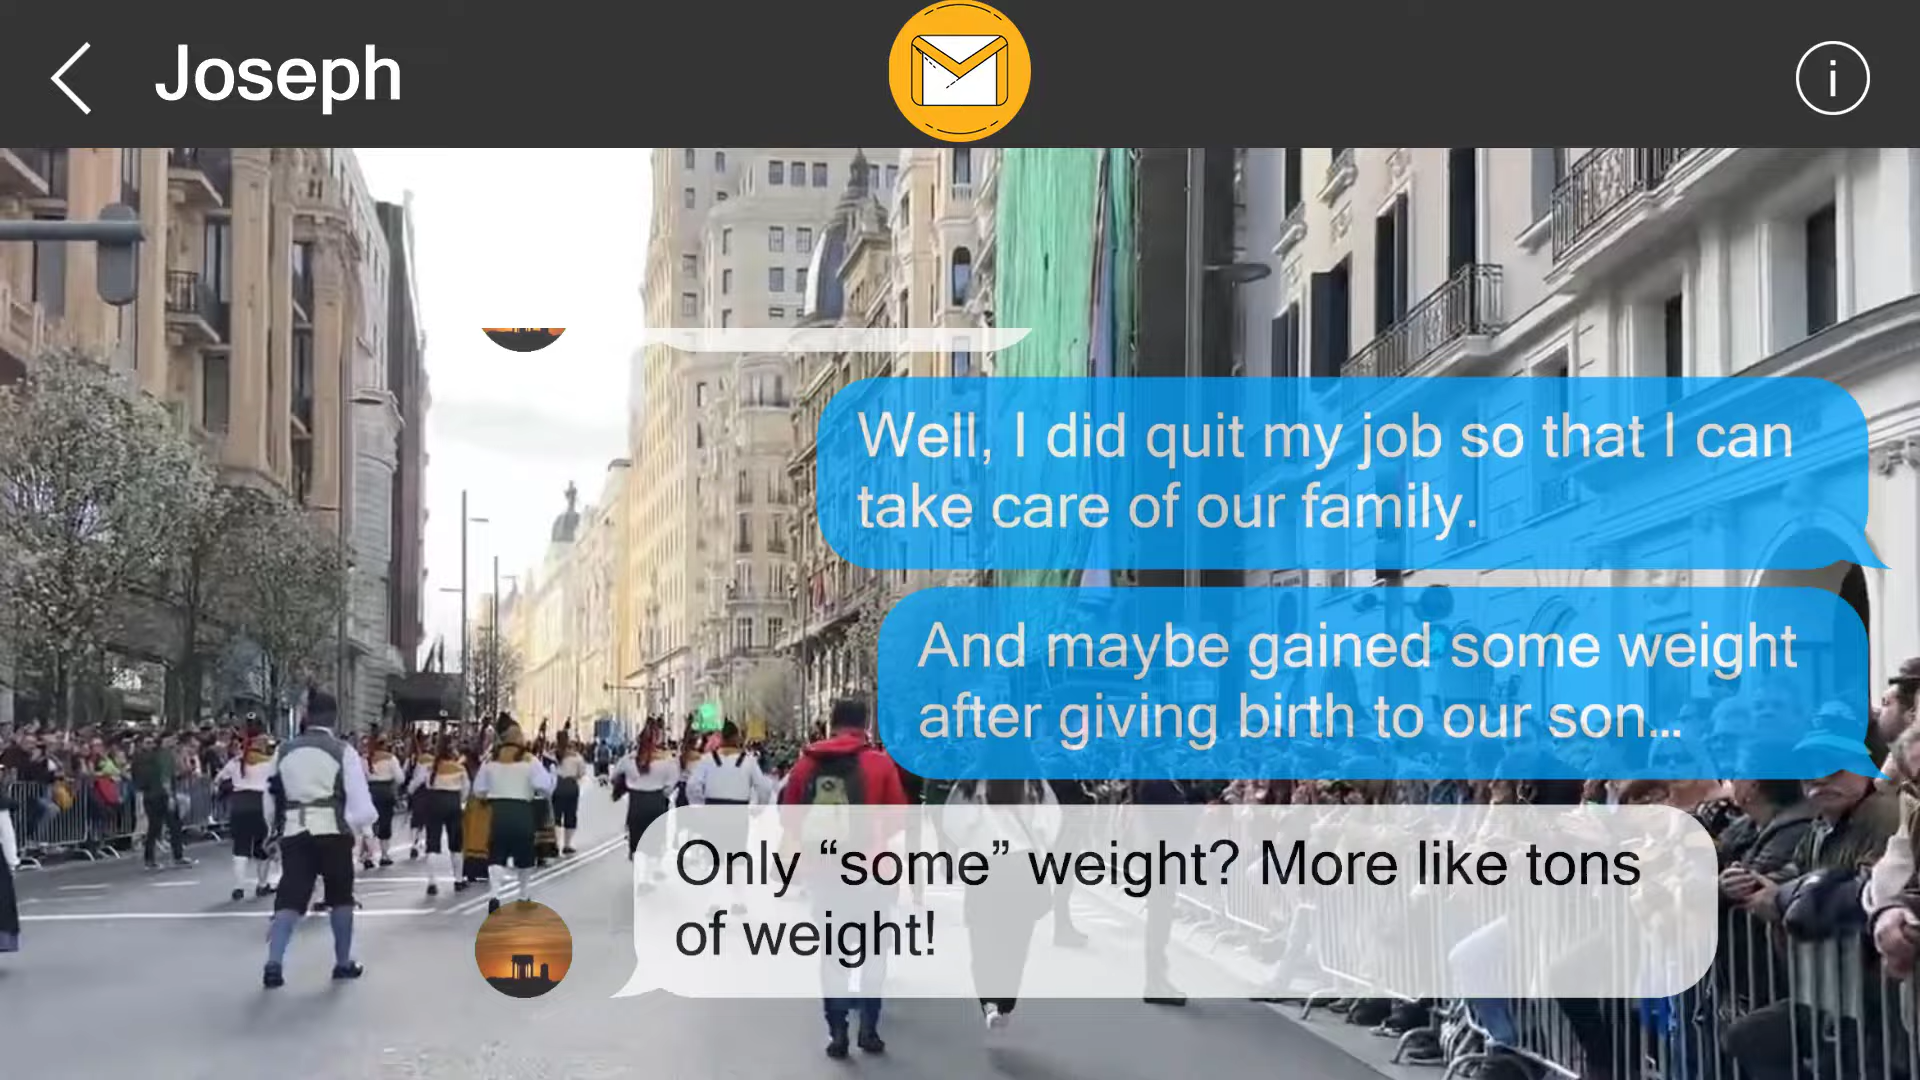 Joseph
Well, I did quit my job so that I can
take care of our family.
And maybe gained some weight
after giving birth to our son...
Only “some” weight? More like tons
of weight!